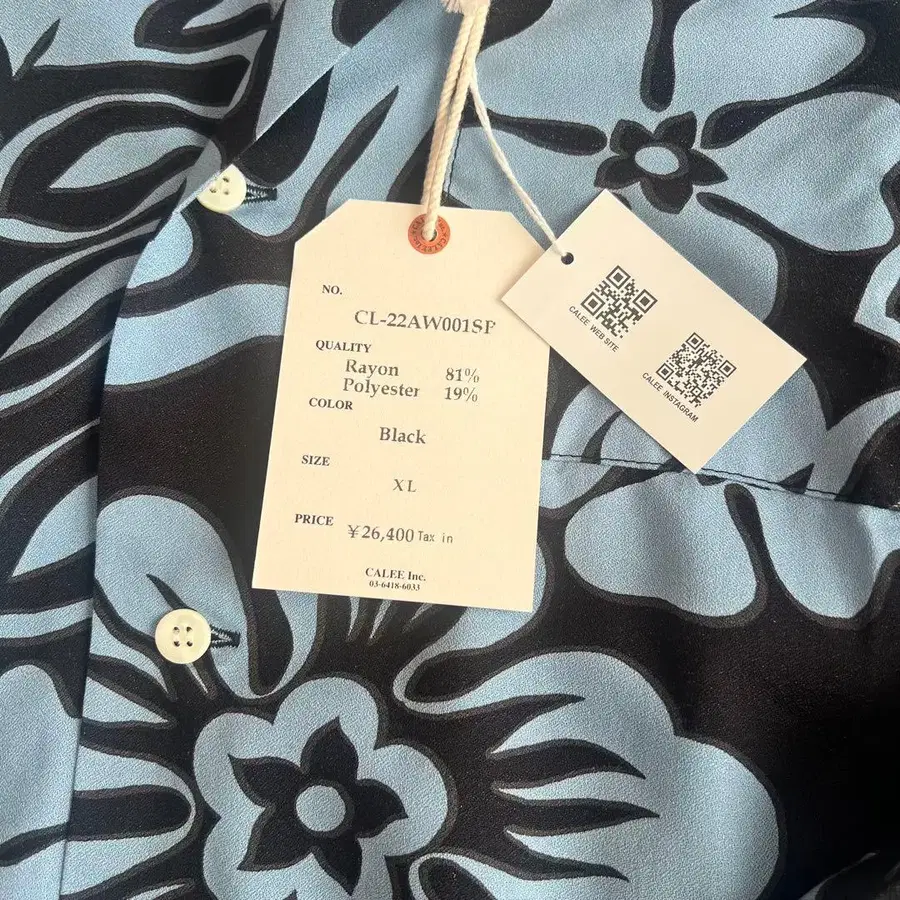 NO.
CL-22AW001SF
QUALITY
Rayon 81%
Polyester 19%
COLOR
Black
SIZE
XL
PRICE ¥26,400 Tax in
CALEE Inc.
03-6418-6033
CALEE WEB SITE
CALEE INSTAGRAM